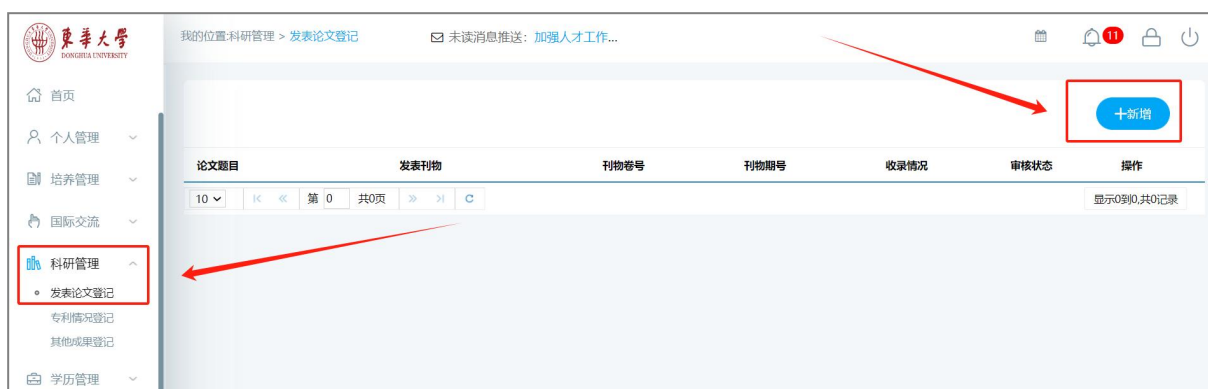 東華大學
DONGHUA UNIVERSITY
我的位置:科研管理 > 发表论文登记
未读消息推送：加强人才工作...
11
首页
个人管理
培养管理
国际交流
科研管理
发表论文登记
专利情况登记
其他成果登记
学历管理
+新增
论文题目 发表刊物 刊物卷号 刊物期号 收录情况 审核状态 操作
10 第 0 共0页 显示0到0,共0记录